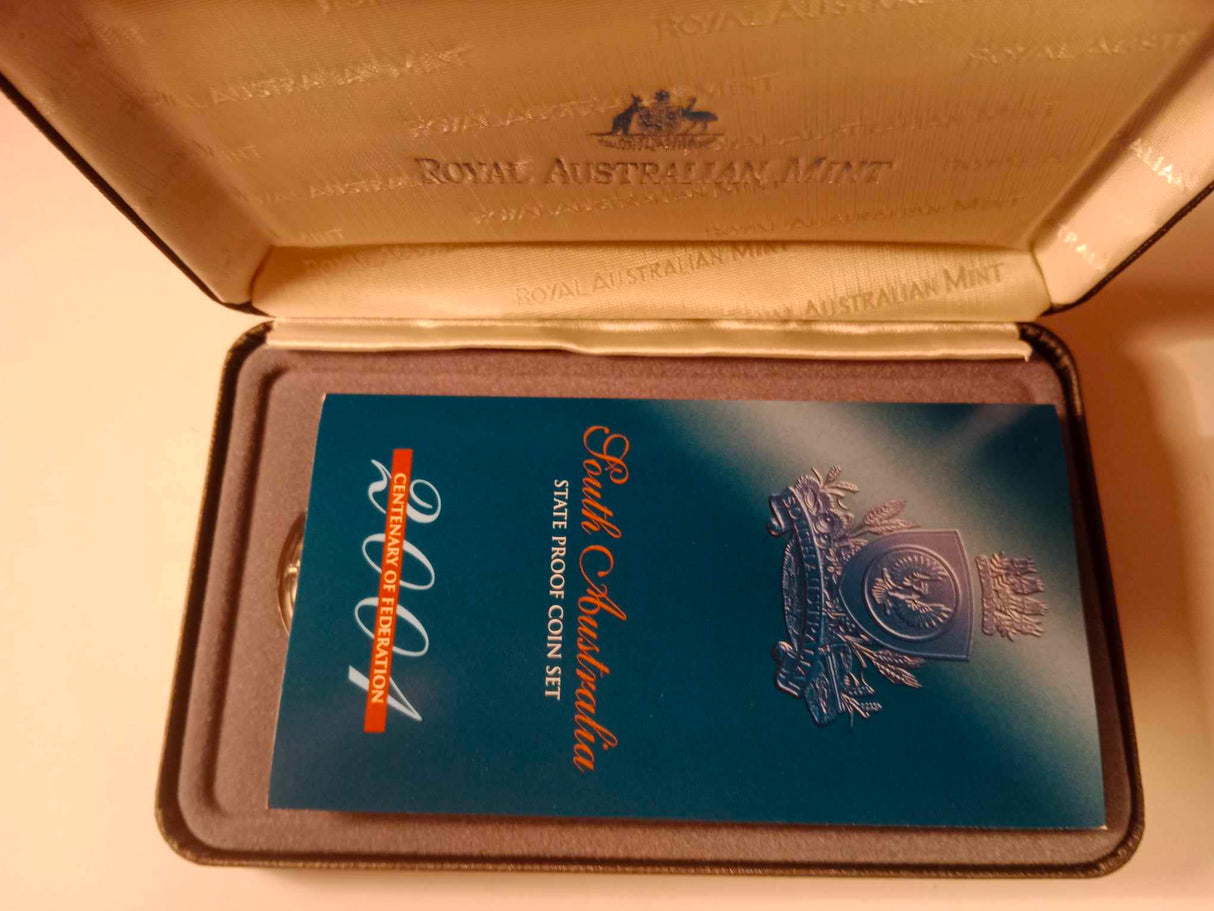 ROYAL AUSTRALIAN MINT
ROYAL AUSTRALIAN MINT
ROYAL AUSTRALIAN MINT
AUSTRALIAN MINT
South Australia
STATE PROOF COIN SET
2001
CENTENARY OF FEDERATION